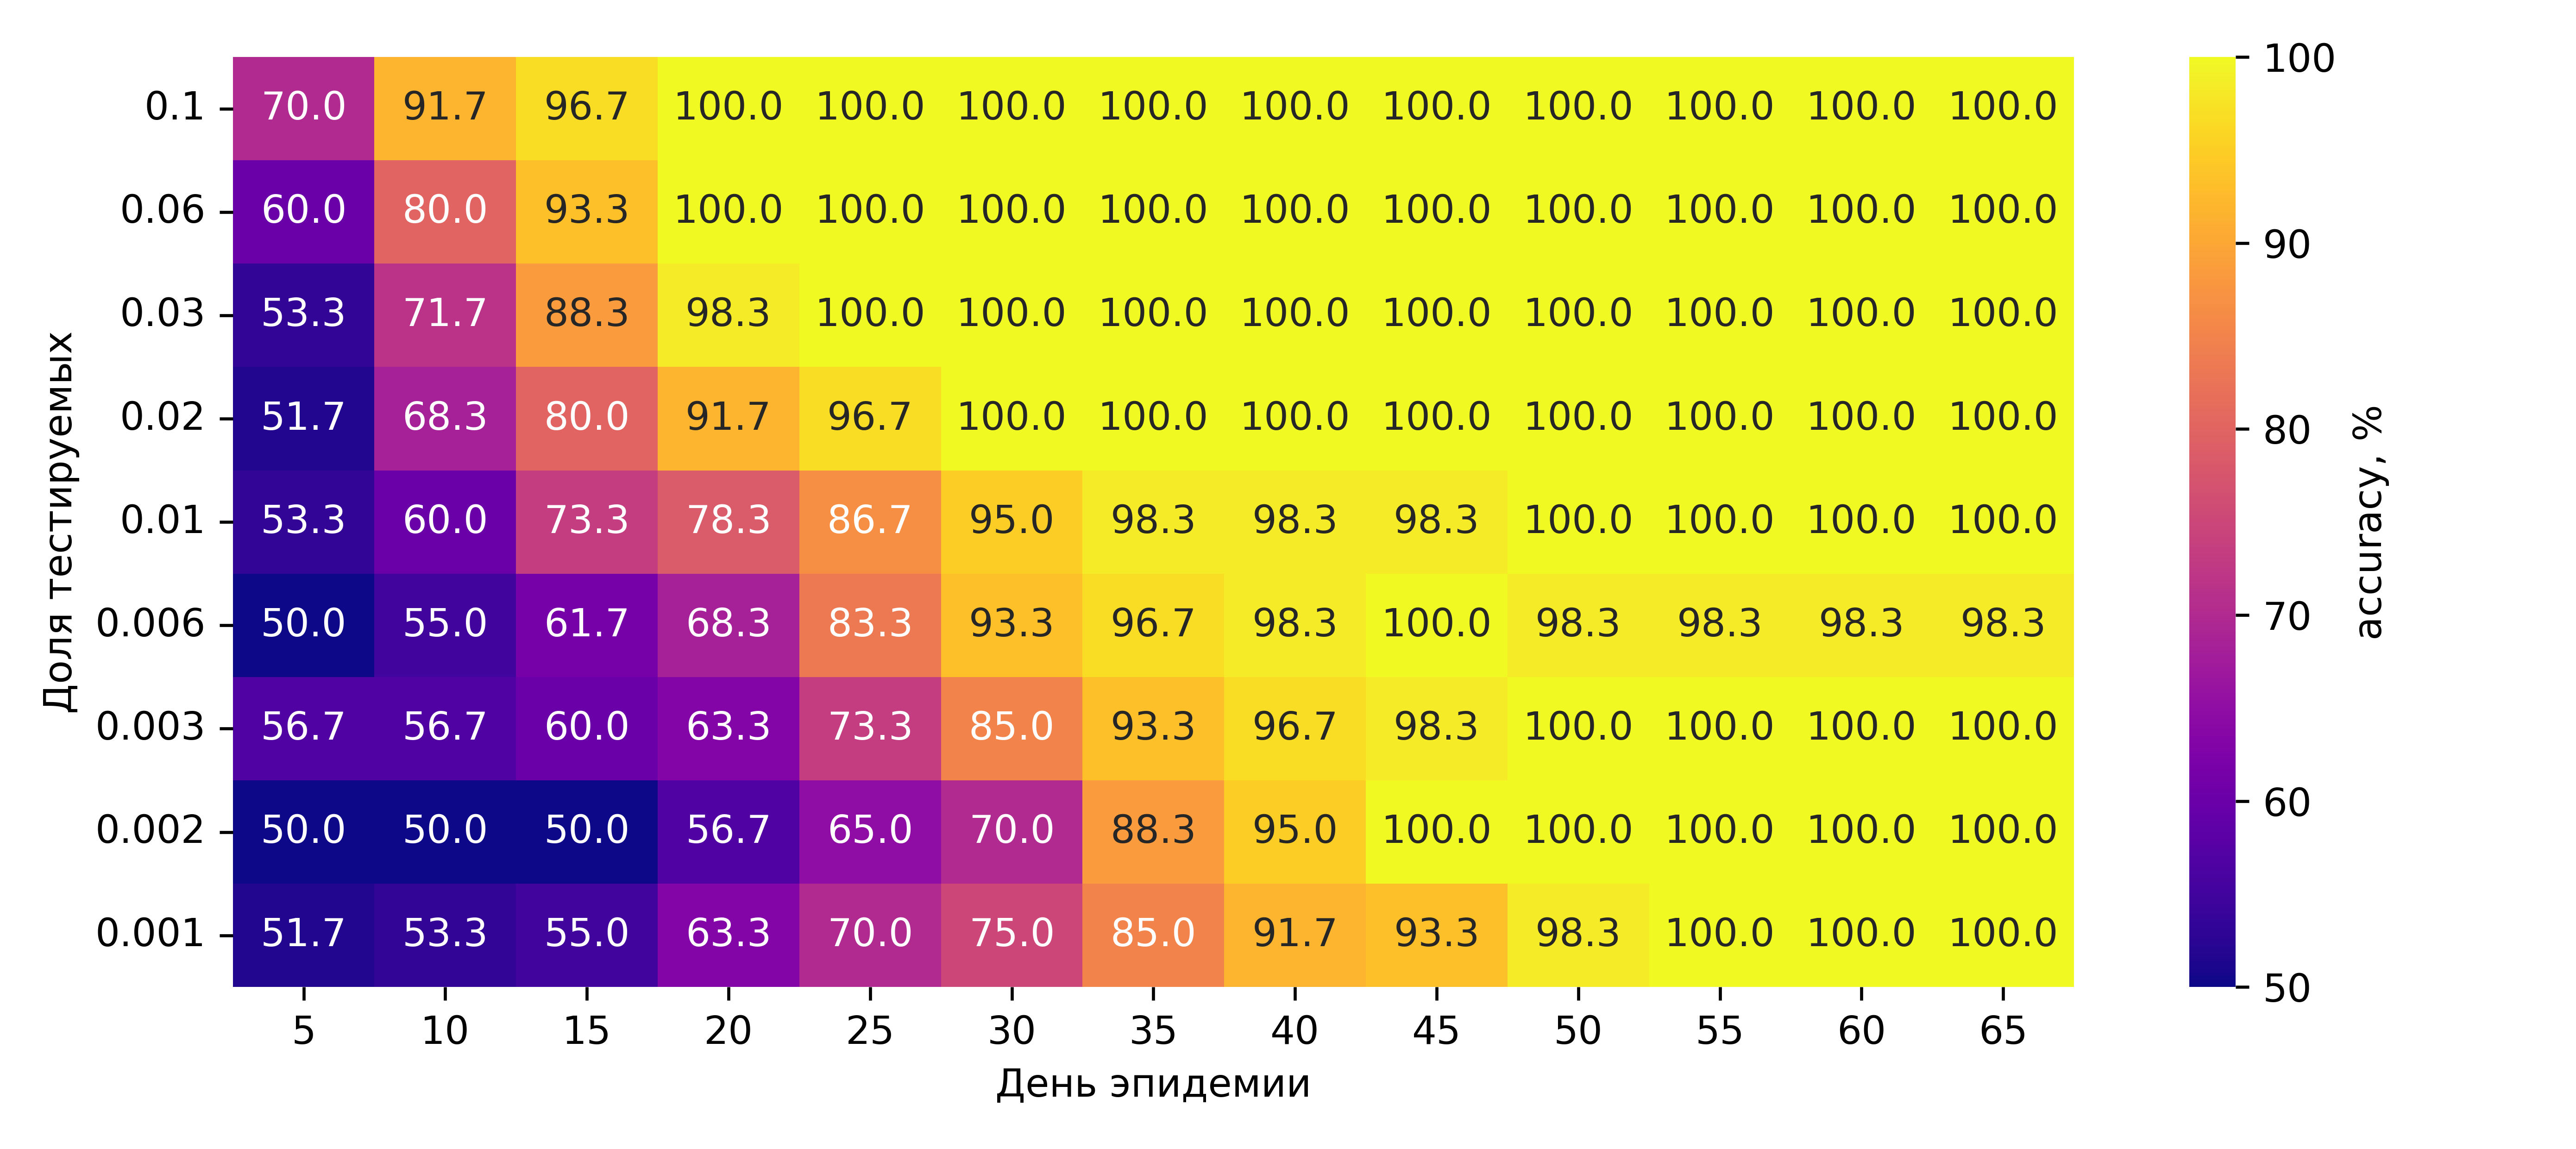 0.1 70.0 91.7 96.7 100.0 100.0 100.0 100.0 100.0 100.0 100.0 100.0 100.0 100.0
0.06 60.0 80.0 93.3 100.0 100.0 100.0 100.0 100.0 100.0 100.0 100.0 100.0 100.0
0.03 53.3 71.7 88.3 98.3 100.0 100.0 100.0 100.0 100.0 100.0 100.0 100.0 100.0
0.02 51.7 68.3 80.0 91.7 96.7 100.0 100.0 100.0 100.0 100.0 100.0 100.0 100.0
0.01 53.3 60.0 73.3 78.3 86.7 95.0 98.3 98.3 98.3 100.0 100.0 100.0 100.0
0.006 50.0 55.0 61.7 68.3 83.3 93.3 96.7 98.3 100.0 98.3 98.3 98.3 98.3
0.003 56.7 56.7 60.0 63.3 73.3 85.0 93.3 96.7 98.3 100.0 100.0 100.0 100.0
0.002 50.0 50.0 50.0 56.7 65.0 70.0 88.3 95.0 100.0 100.0 100.0 100.0 100.0
0.001 51.7 53.3 55.0 63.3 70.0 75.0 85.0 91.7 93.3 98.3 100.0 100.0 100.0
5 10 15 20 25 30 35 40 45 50 55 60 65
День эпидемии
Доля тестируемых
100
90
80
70
60
50
accuracy, %